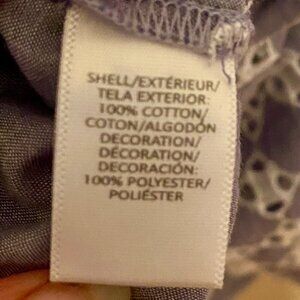 SHELL/EXTÉRIEUR/
TELA EXTERIOR:
100% COTTON/
COTON/ALGODÓN
DECORATION/
DÉCORATION/
DECORACIÓN:
100% POLYESTER/
POLIÉSTER